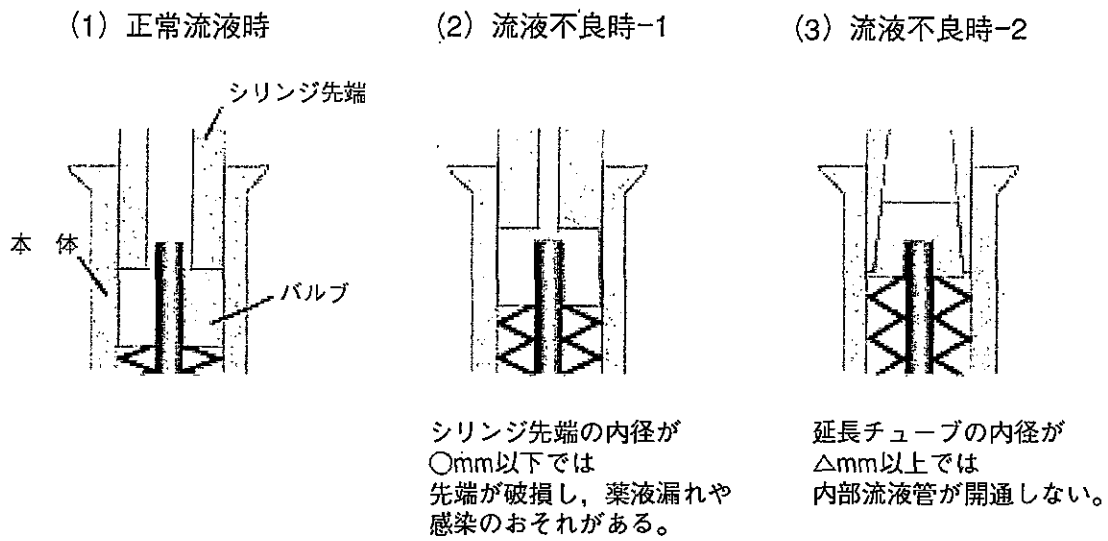 (1) 正常流液時
(2) 流液不良時-1
(3) 流液不良時-2
シリンジ先端
本 体
バルブ
シリンジ先端の内径が
○mm以下では
先端が破損し，薬液漏れや
感染のおそれがある。
延長チューブの内径が
△mm以上では
内部流液管が開通しない。